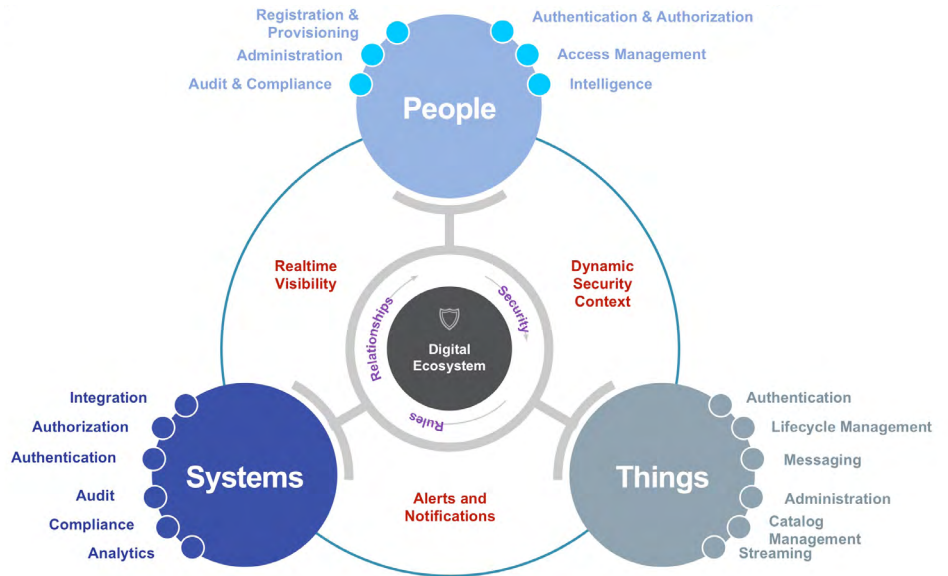 Registration &
Provisioning
Administration
Audit & Compliance
Authentication & Authorization
Access Management
Intelligence
People
Realtime
Visibility
Dynamic
Security
Context
Relationships
Security
Rules
Digital
Ecosystem
Integration
Authorization
Authentication
Audit
Compliance
Analytics
Systems
Alerts and
Notifications
Things
Authentication
Lifecycle Management
Messaging
Administration
Catalog
Management
Streaming